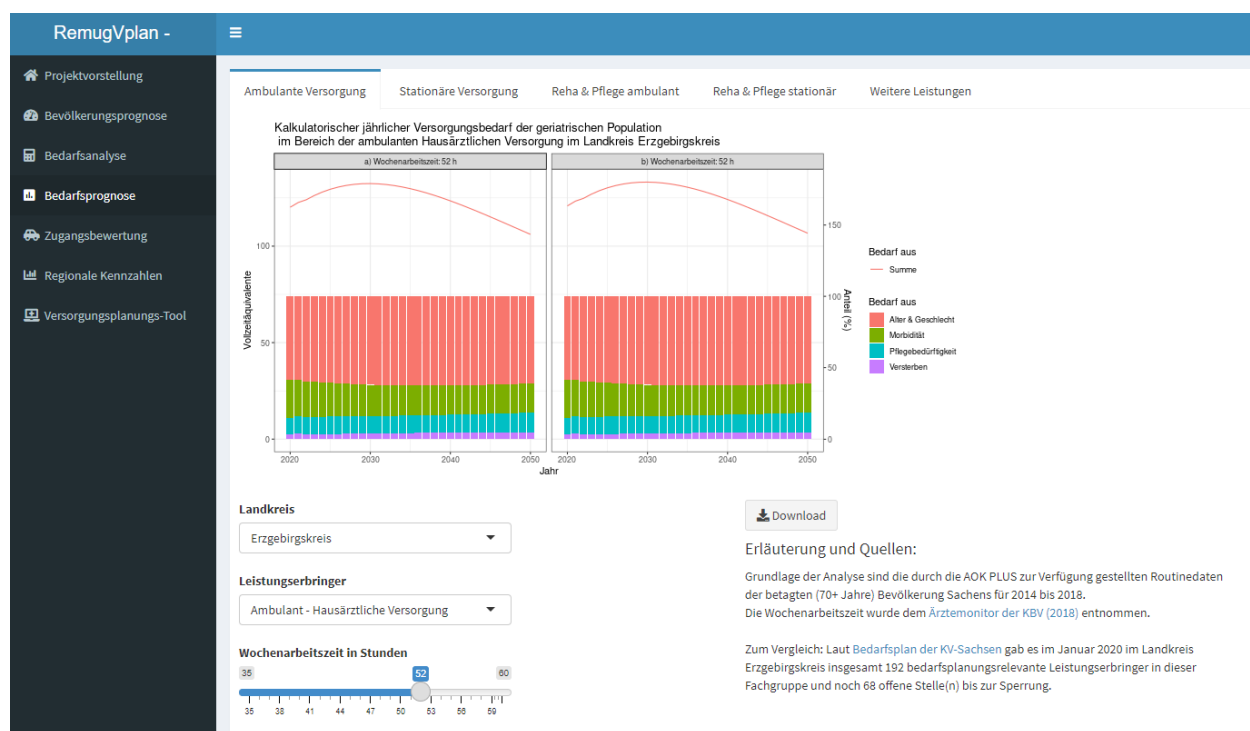 RemugVplan -
Projektvorstellung
Bevölkerungsprognose
Bedarfsanalyse
Bedarfsprognose
Zugangsbewertung
Regionale Kennzahlen
Versorgungsplanungs-Tool
Ambulante Versorgung Stationäre Versorgung Reha & Pflege ambulant Reha & Pflege stationär Weitere Leistungen
Kalkulatorischer jährlicher Versorgungsbedarf der geriatrischen Population
im Bereich der ambulanten Hausärztlichen Versorgung im Landkreis Erzgebirgskreis
a) Wochenarbeitszeit: 52 h b) Wochenarbeitszeit: 52 h
Vollzeitäquivalente
100
50
0
150
100
50
0
Anteil (%)
2020 2030 2040 2050 2020 2030 2040 2050
Jahr
Bedarf aus
Summe
Bedarf aus
Alter & Geschlecht
Morbidität
Pflegebedürftigkeit
Versterben
Landkreis
Erzgebirgskreis
Leistungserbringer
Ambulant - Hausärztliche Versorgung
Wochenarbeitszeit in Stunden
35 52 60
35 38 41 44 47 50 53 56 59
Download
Erläuterung und Quellen:
Grundlage der Analyse sind die durch die AOK PLUS zur Verfügung gestellten Routinedaten
der betagten (70+ Jahre) Bevölkerung Sachens für 2014 bis 2018.
Die Wochenarbeitszeit wurde dem Ärztemonitor der KBV (2018) entnommen.
Zum Vergleich: Laut Bedarfsplan der KV-Sachsen gab es im Januar 2020 im Landkreis
Erzgebirgskreis insgesamt 192 bedarfsplanungsrelevante Leistungserbringer in dieser
Fachgruppe und noch 68 offene Stelle(n) bis zur Sperrung.